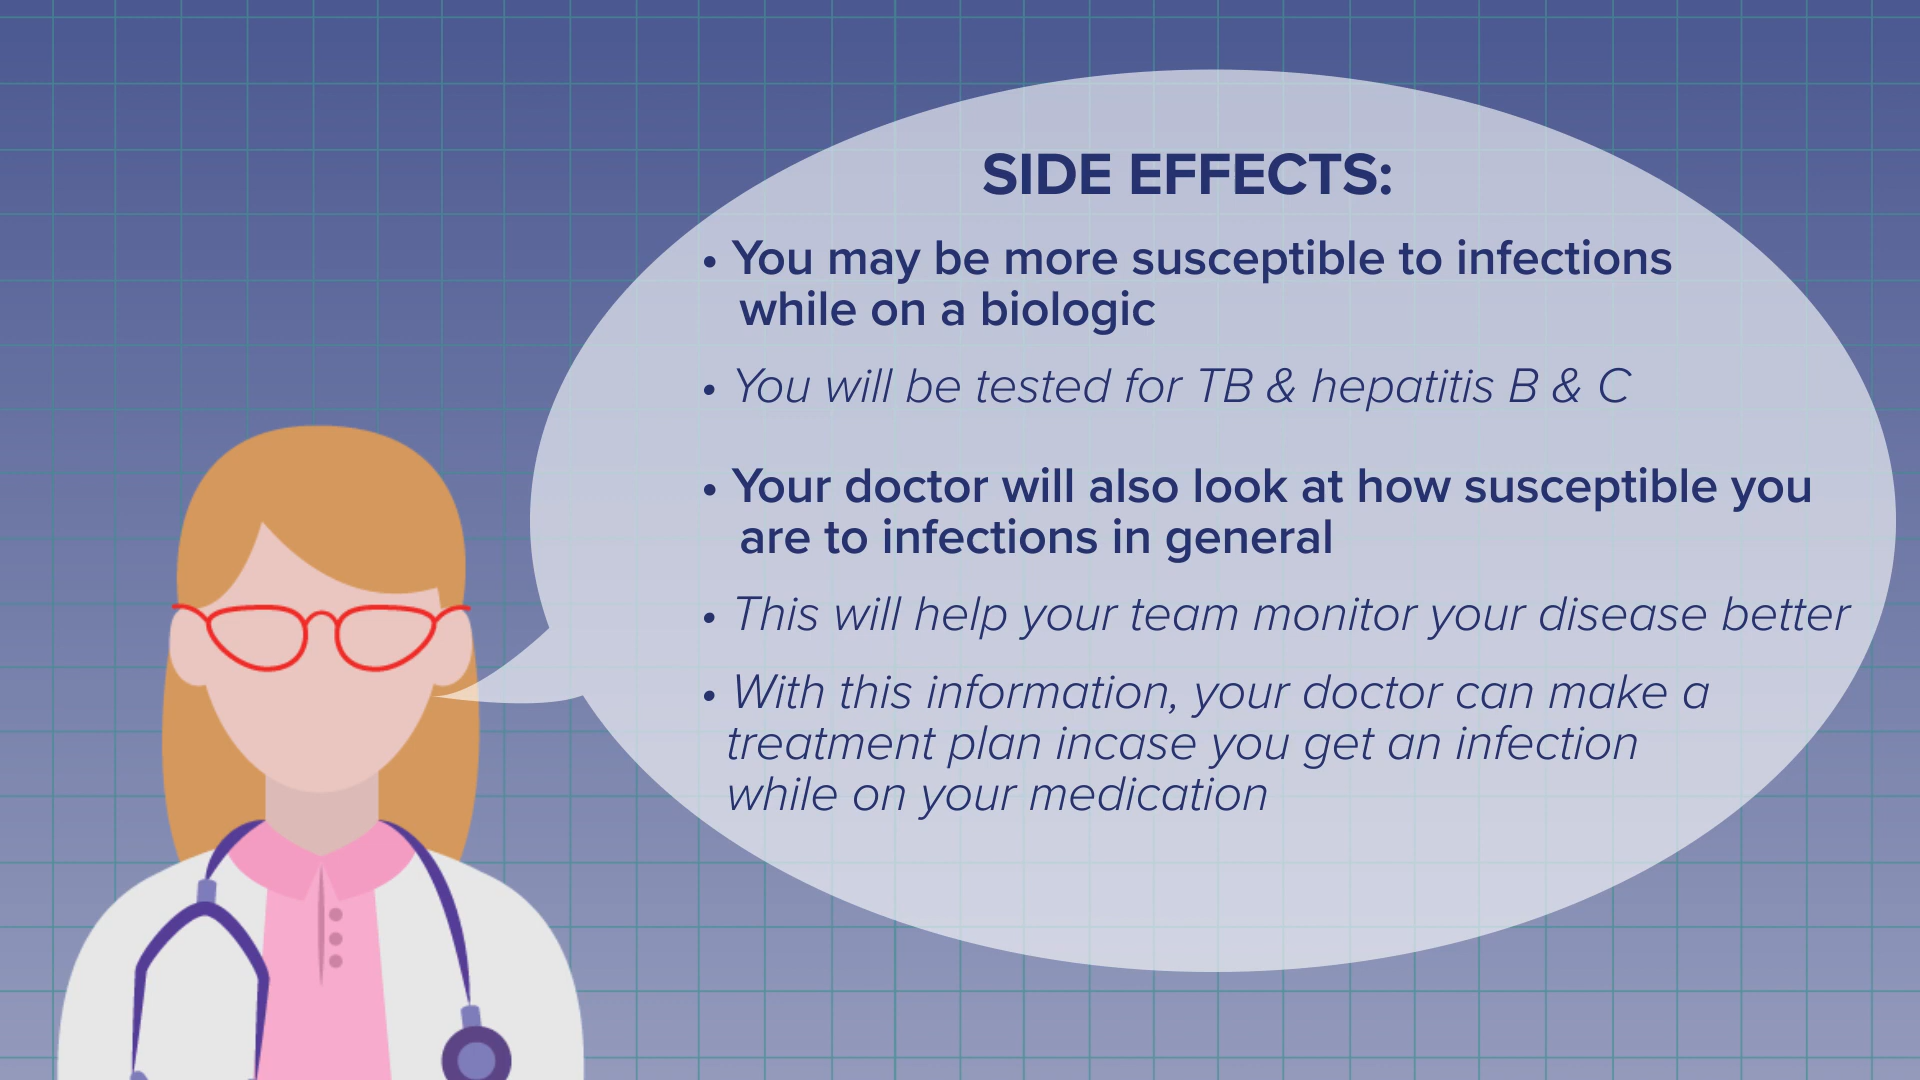 SIDE EFFECTS:
• You may be more susceptible to infections
while on a biologic
• You will be tested for TB & hepatitis B & C
• Your doctor will also look at how susceptible you
are to infections in general
• This will help your team monitor your disease better
• With this information, your doctor can make a
treatment plan incase you get an infection
while on your medication